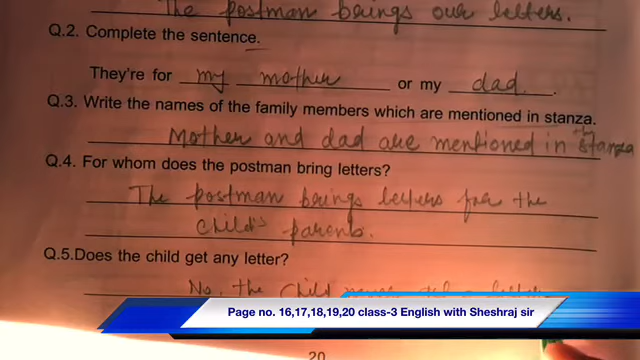 The postman brings our letters.
Q.2. Complete the sentence.
They're for my mother or my dad.
Q.3. Write the names of the family members which are mentioned in stanza.
Mother and dad are mentioned in stanza
Q.4. For whom does the postman bring letters?
The postman brings letters for the
child's parents.
Q.5.Does the child get any letter?
No, the child
Page no. 16,17,18,19,20 class-3 English with Sheshraj sir
20